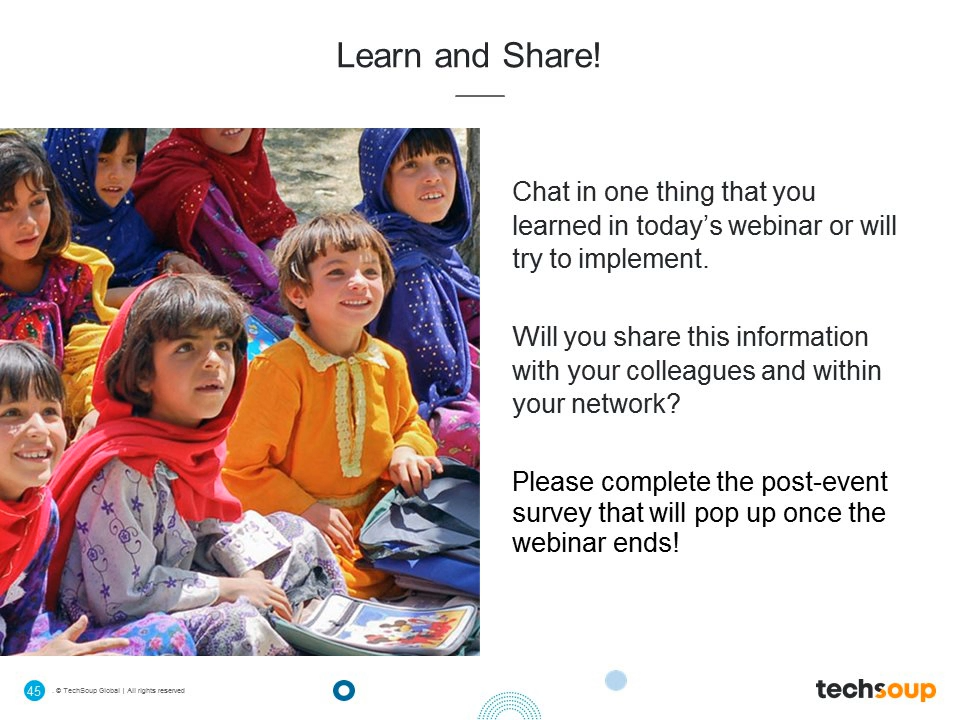 Learn and Share!
Chat in one thing that you
learned in today’s webinar or will
try to implement.
Will you share this information
with your colleagues and within
your network?
Please complete the post-event
survey that will pop up once the
webinar ends!
45 . © TechSoup Global | All rights reserved
techsoup